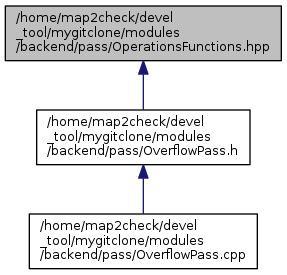 /home/map2check/devel
_tool/mygitclone/modules
/backend/pass/OperationsFunctions.hpp
/home/map2check/devel
_tool/mygitclone/modules
/backend/pass/OverflowPass.h
/home/map2check/devel
_tool/mygitclone/modules
/backend/pass/OverflowPass.cpp